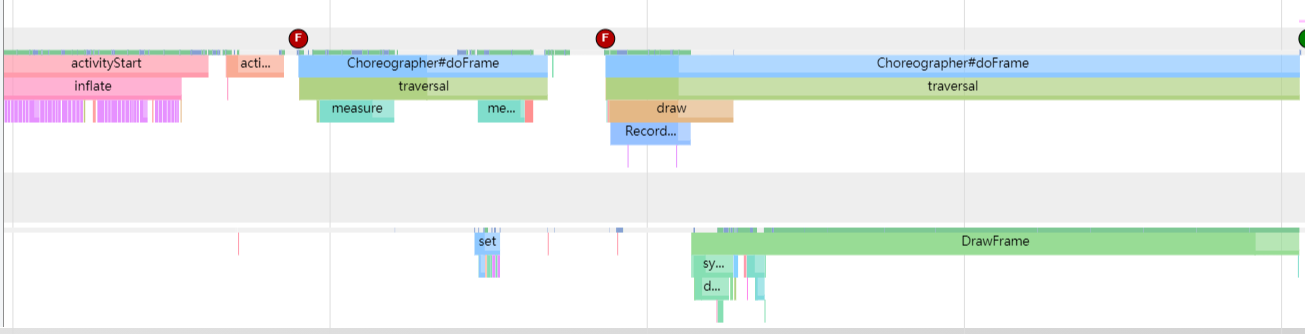 F F
activityStart acti... Choreographer#doFrame Choreographer#doFrame
inflate traversal traversal
measure me... draw
Record...
set DrawFrame
sy...
d...